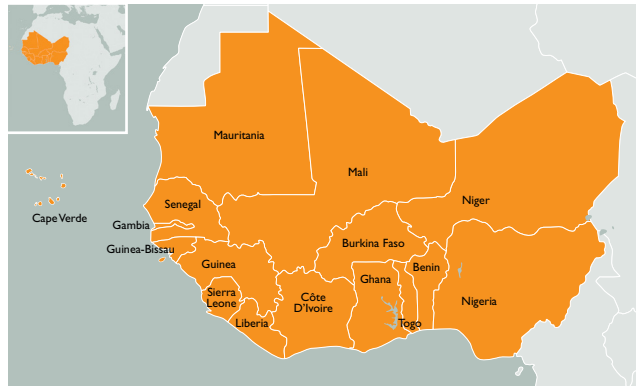 Mauritania
Mali
Niger
Senegal
Cape Verde
Gambia
Burkina Faso
Guinea-Bissau
Guinea
Benin
Ghana
Sierra
Leone
Côte
D'Ivoire
Nigeria
Liberia
Togo